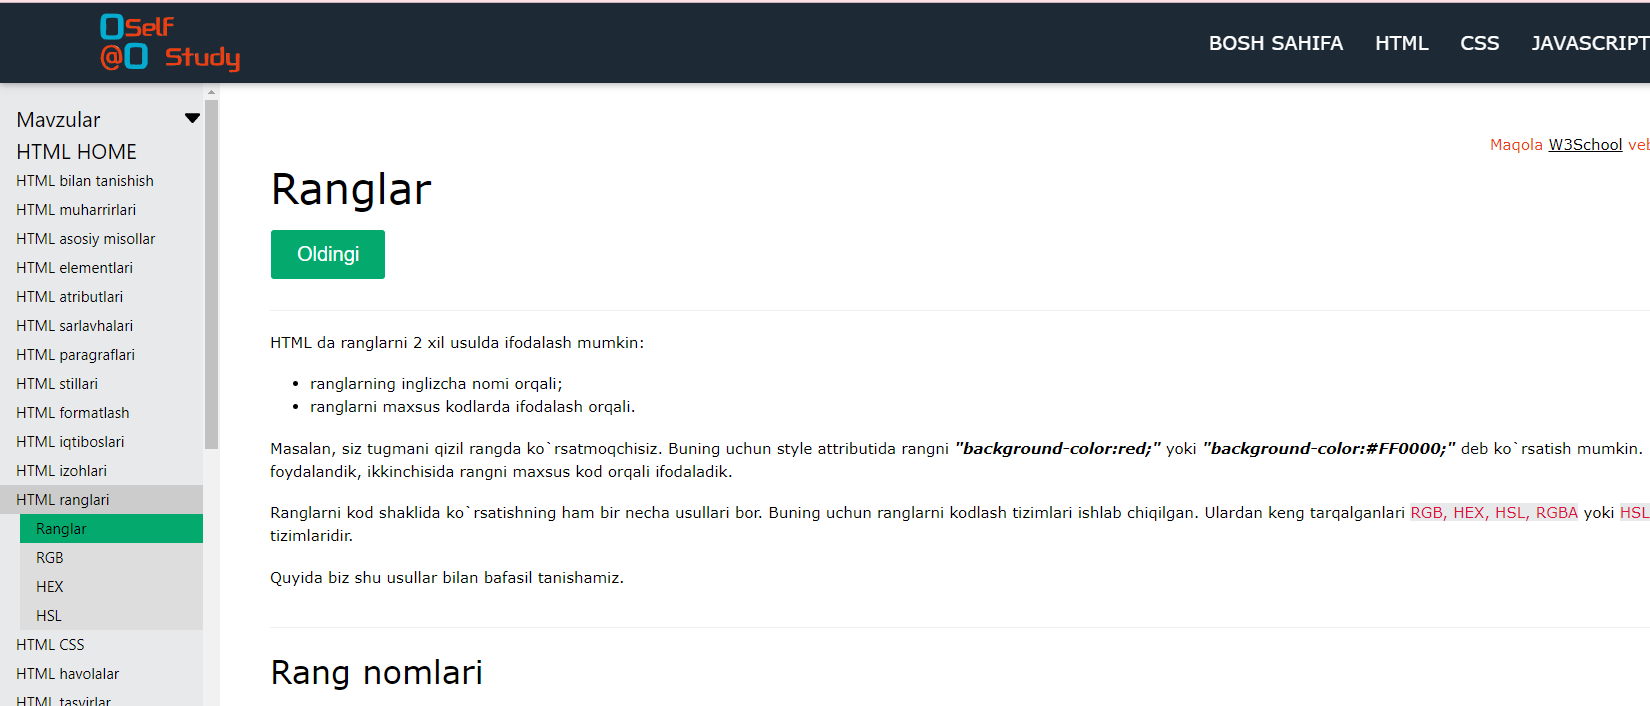 OSelf
@O Study
BOSH SAHIFA HTML CSS JAVASCRIPT
Mavzular
HTML HOME
HTML bilan tanishish
HTML muharrirlari
HTML asosiy misollar
HTML elementlari
HTML atributlari
HTML sarlavhalari
HTML paragraflari
HTML stillari
HTML formatlash
HTML iqtiboslari
HTML izohlari
HTML ranglari
Ranglar
RGB
HEX
HSL
HTML CSS
HTML havolalar
HTML tasvirlar
Maqola W3School veb
Ranglar
Oldingi
HTML da ranglarni 2 xil usulda ifodalash mumkin:
• ranglarning inglizcha nomi orqali;
• ranglarni maxsus kodlarda ifodalash orqali.
Masalan, siz tugmani qizil rangda ko`rsatmoqchisiz. Buning uchun style attributida rangni "background-color:red;" yoki "background-color:#FF0000;" deb ko`rsatish mumkin.
foydalandik, ikkinchisida rangni maxsus kod orqali ifodaladik.
Ranglarni kod shaklida ko`rsatishning ham bir necha usullari bor. Buning uchun ranglarni kodlash tizimlari ishlab chiqilgan. Ulardan keng tarqalganlari RGB, HEX, HSL, RGBA yoki HSL
tizimlaridir.
Quyida biz shu usullar bilan bafasil tanishamiz.
Rang nomlari